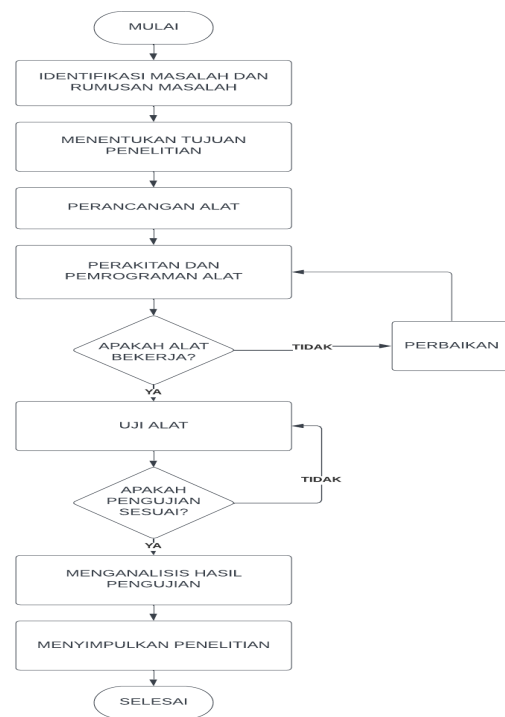 MULAI
IDENTIFIKASI MASALAH DAN
RUMUSAN MASALAH
MENENTUKAN TUJUAN
PENELITIAN
PERANCANGAN ALAT
PERAKITAN DAN
PEMROGRAMAN ALAT
APAKAH ALAT
BEKERJA?
TIDAK
PERBAIKAN
YA
UJI ALAT
TIDAK
APAKAH
PENGUJIAN
SESUAI?
YA
MENGANALISIS HASIL
PENGUJIAN
MENYIMPULKAN PENELITIAN
SELESAI